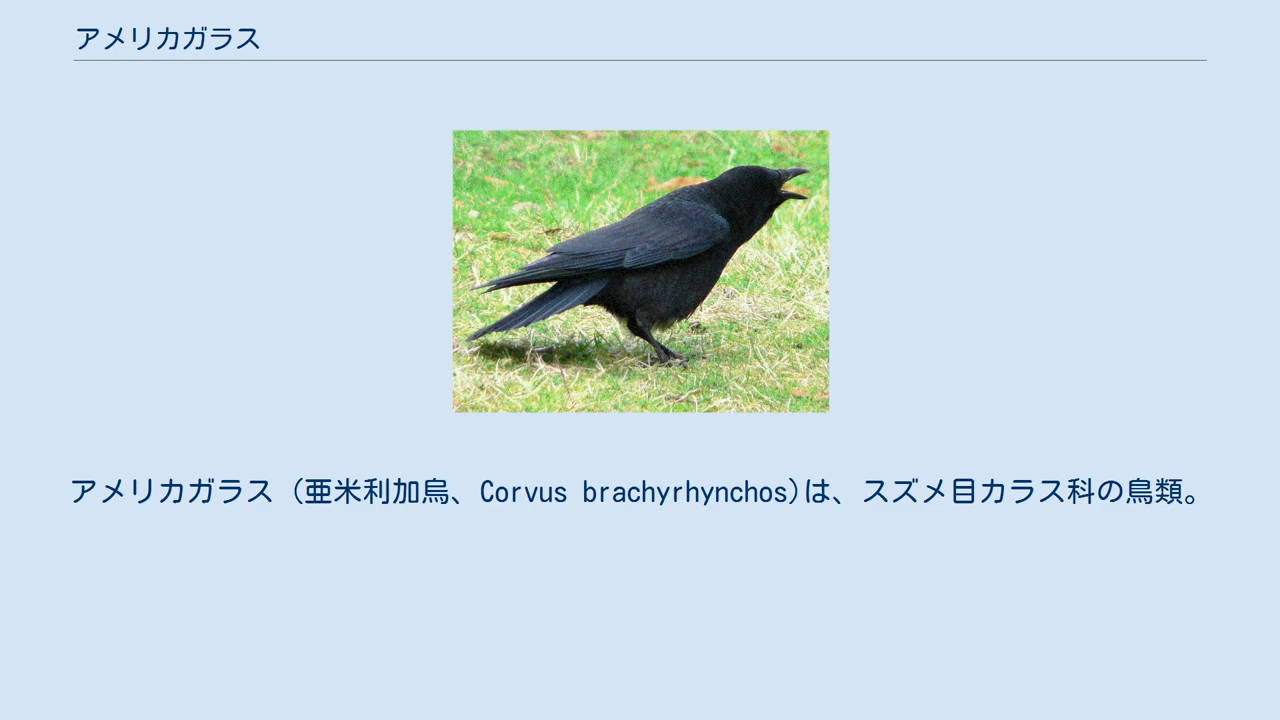 アメリカガラス
アメリカガラス (亜米利加烏、Corvus brachyrhynchos)は、スズメ目カラス科の鳥類。